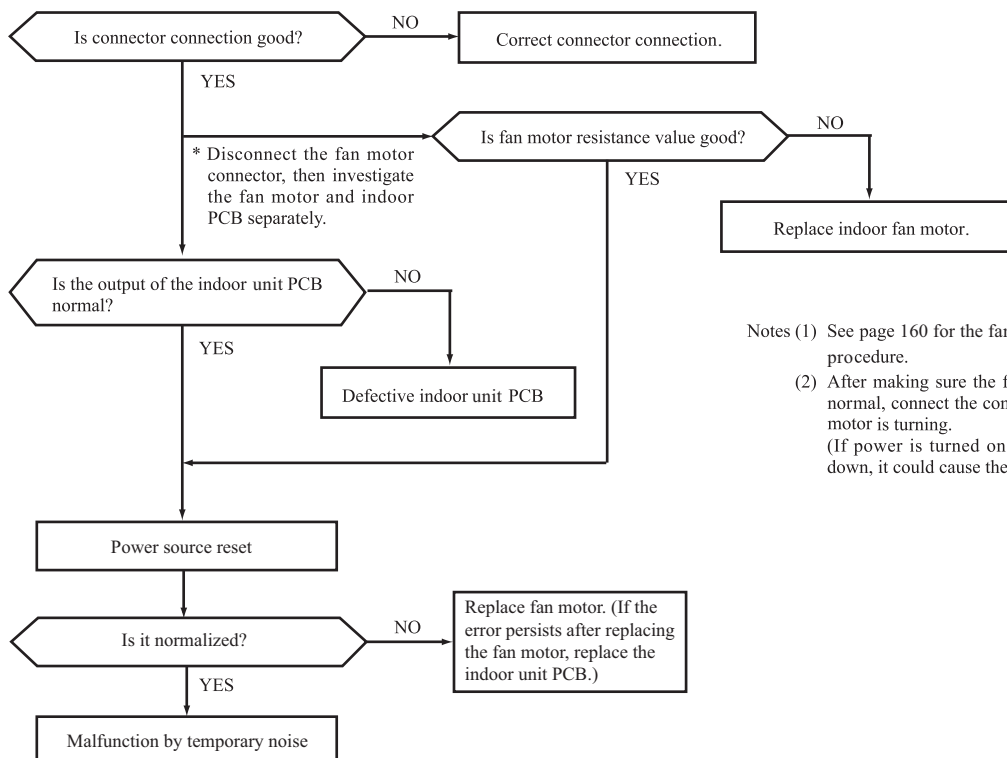 Is connector connection good?
NO
Correct connector connection.
YES
Is fan motor resistance value good?
NO
* Disconnect the fan motor
connector, then investigate
the fan motor and indoor
PCB separately.
YES
Replace indoor fan motor.
Is the output of the indoor unit PCB
normal?
NO
YES
Defective indoor unit PCB
Notes (1) See page 160 for the fan
procedure.
(2) After making sure the f
normal, connect the con
motor is turning.
(If power is turned on
down, it could cause the
Power source reset
Is it normalized?
NO
Replace fan motor. (If the
error persists after replacing
the fan motor, replace the
indoor unit PCB.)
YES
Malfunction by temporary noise